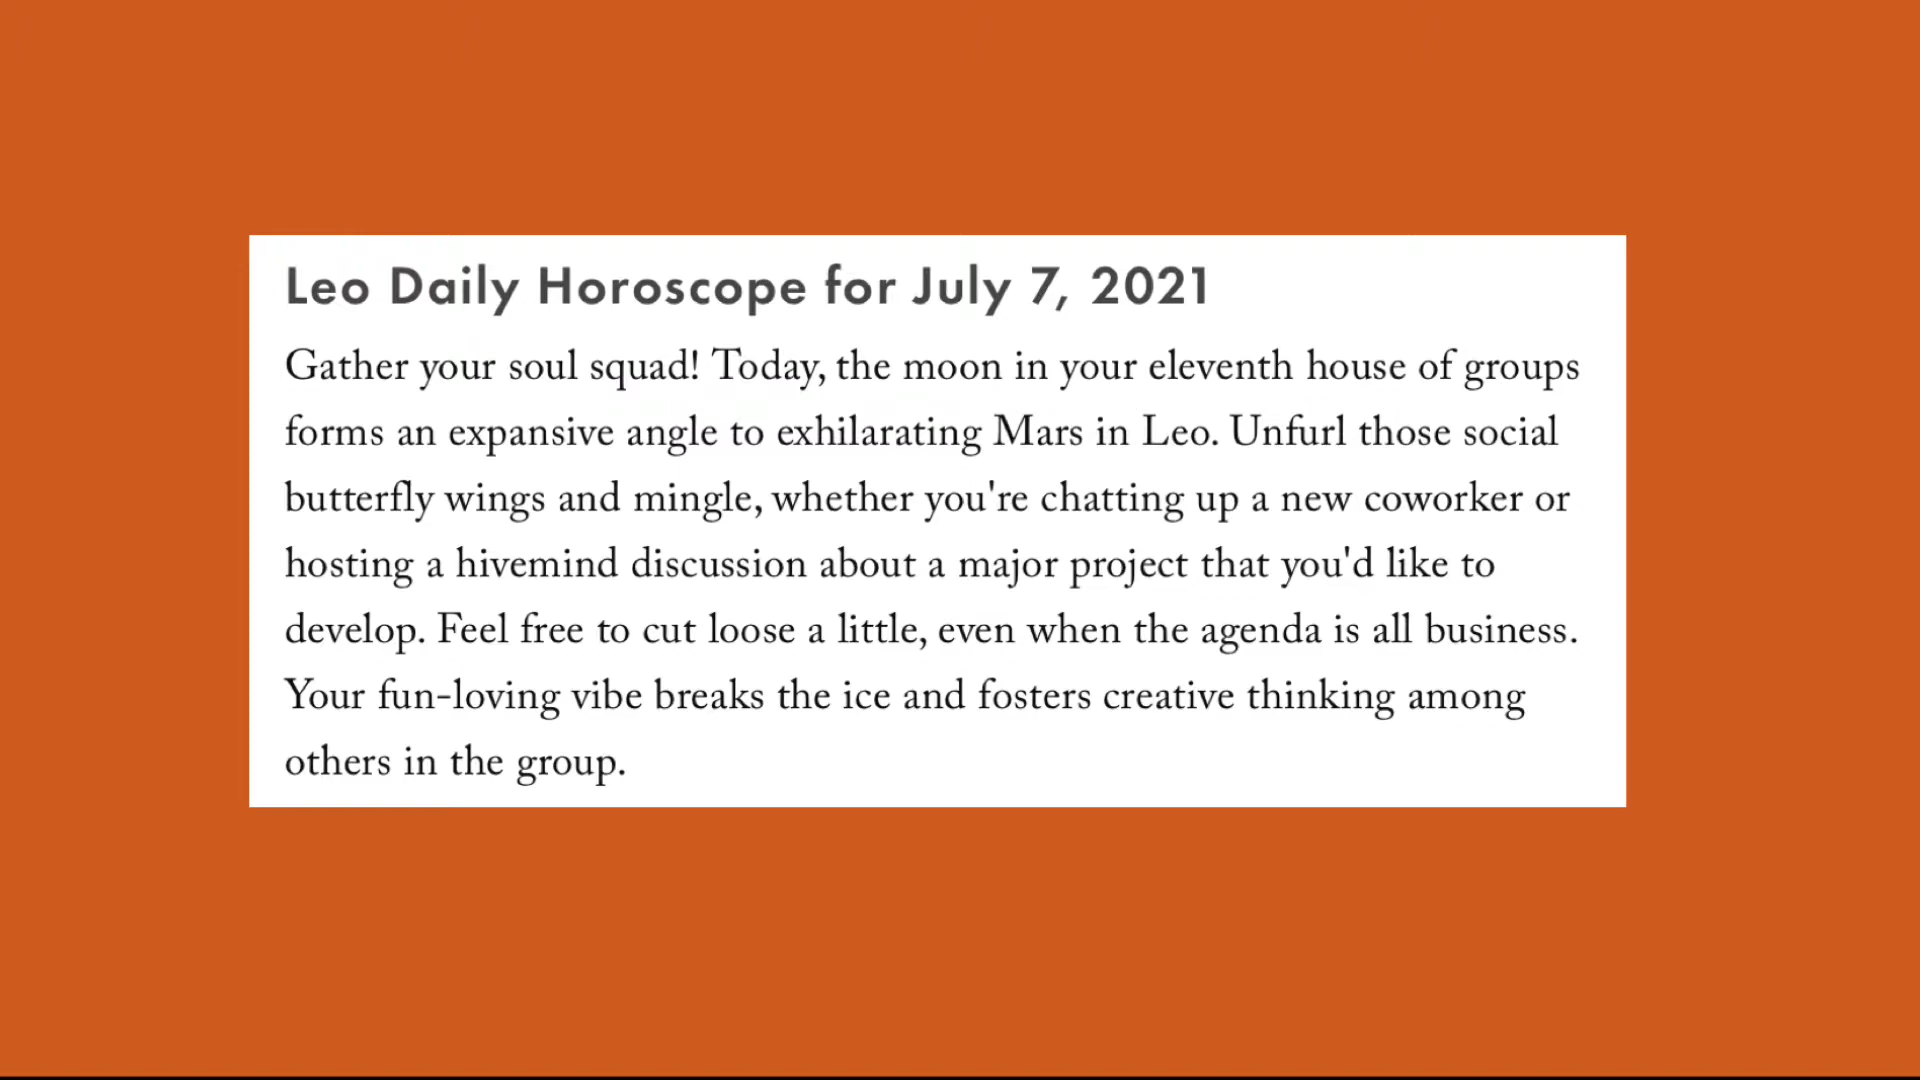 Leo Daily Horoscope for July 7, 2021
Gather your soul squad! Today, the moon in your eleventh house of groups
forms an expansive angle to exhilarating Mars in Leo. Unfurl those social
butterfly wings and mingle, whether you're chatting up a new coworker or
hosting a hivemind discussion about a major project that you'd like to
develop. Feel free to cut loose a little, even when the agenda is all business.
Your fun-loving vibe breaks the ice and fosters creative thinking among
others in the group.